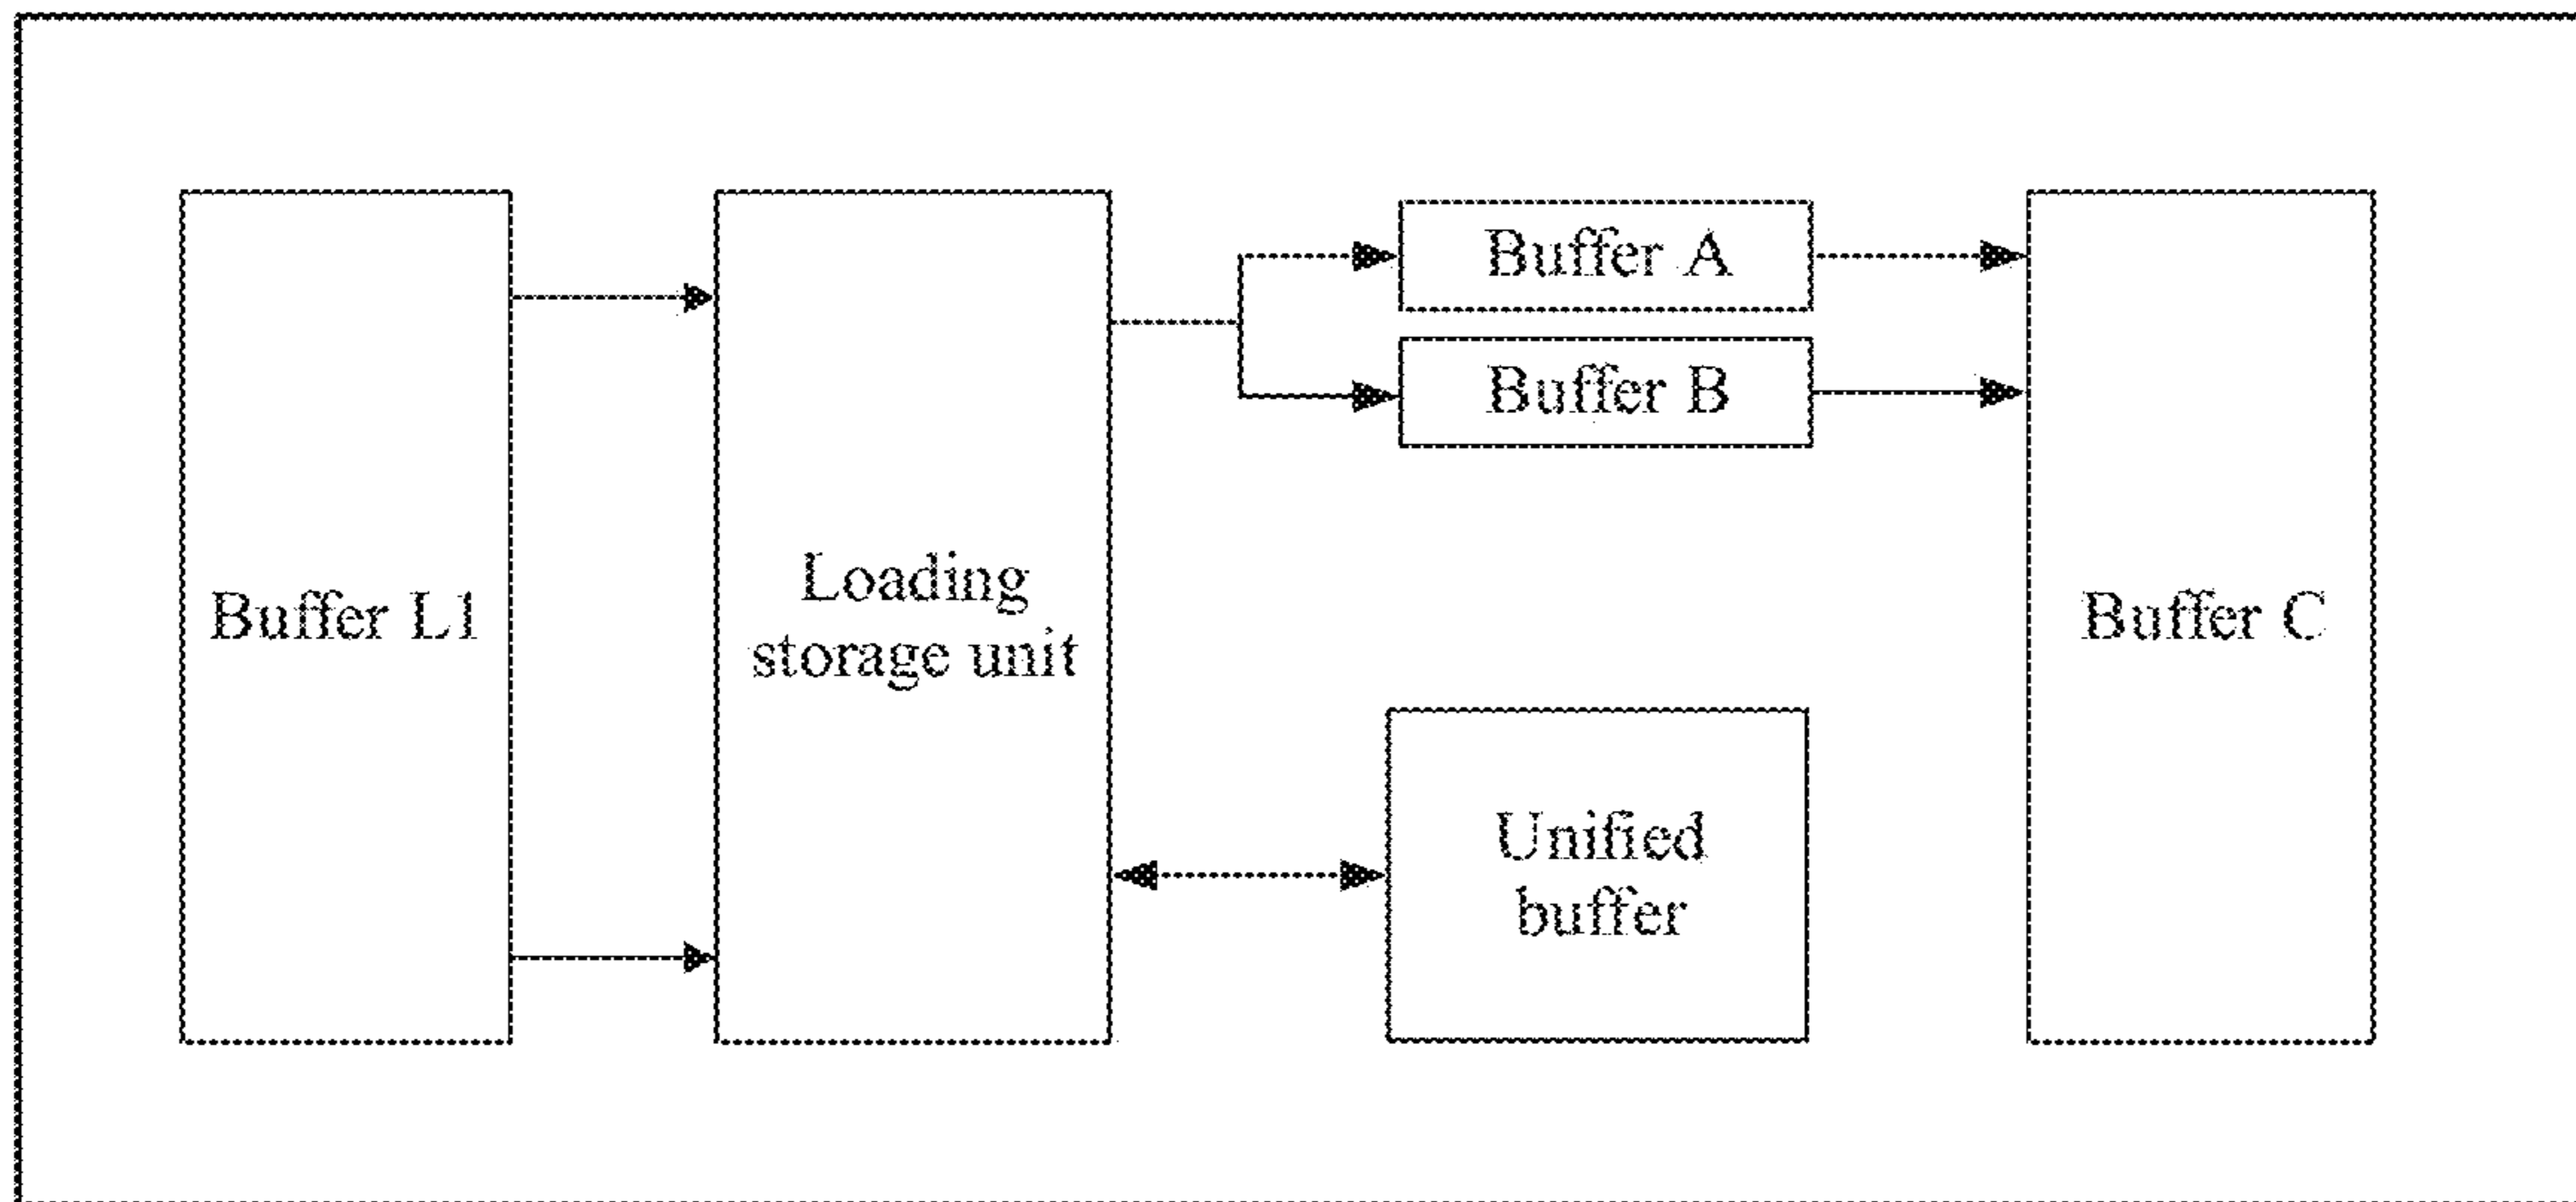 Buffer L1
Loading
storage unit
Buffer A
Buffer B
Unified
buffer
Buffer C